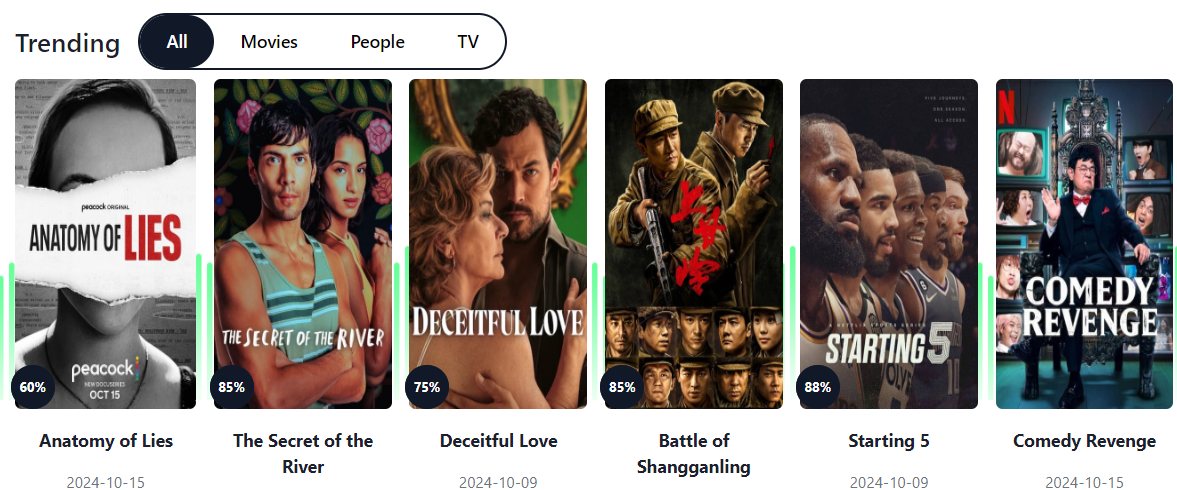 Trending
All
Movies
People
TV
peacock ORIGINAL
ANATOMY OF LIES
peacock
NEW DOCUSERIES
OCT 15
60%
THE SECRET OF THE RIVER
85%
DECEITFUL LOVE
75%
上甘岭
85%
FIVE JOURNEYS.
ONE SEASON.
ALL ACCESS.
A NETFLIX SPORTS SERIES
STARTING 5
88%
N
COMEDY
REVENGE
Anatomy of Lies
2024-10-15
The Secret of the
River
Deceitful Love
2024-10-09
Battle of
Shangganling
Starting 5
2024-10-09
Comedy Revenge
2024-10-15